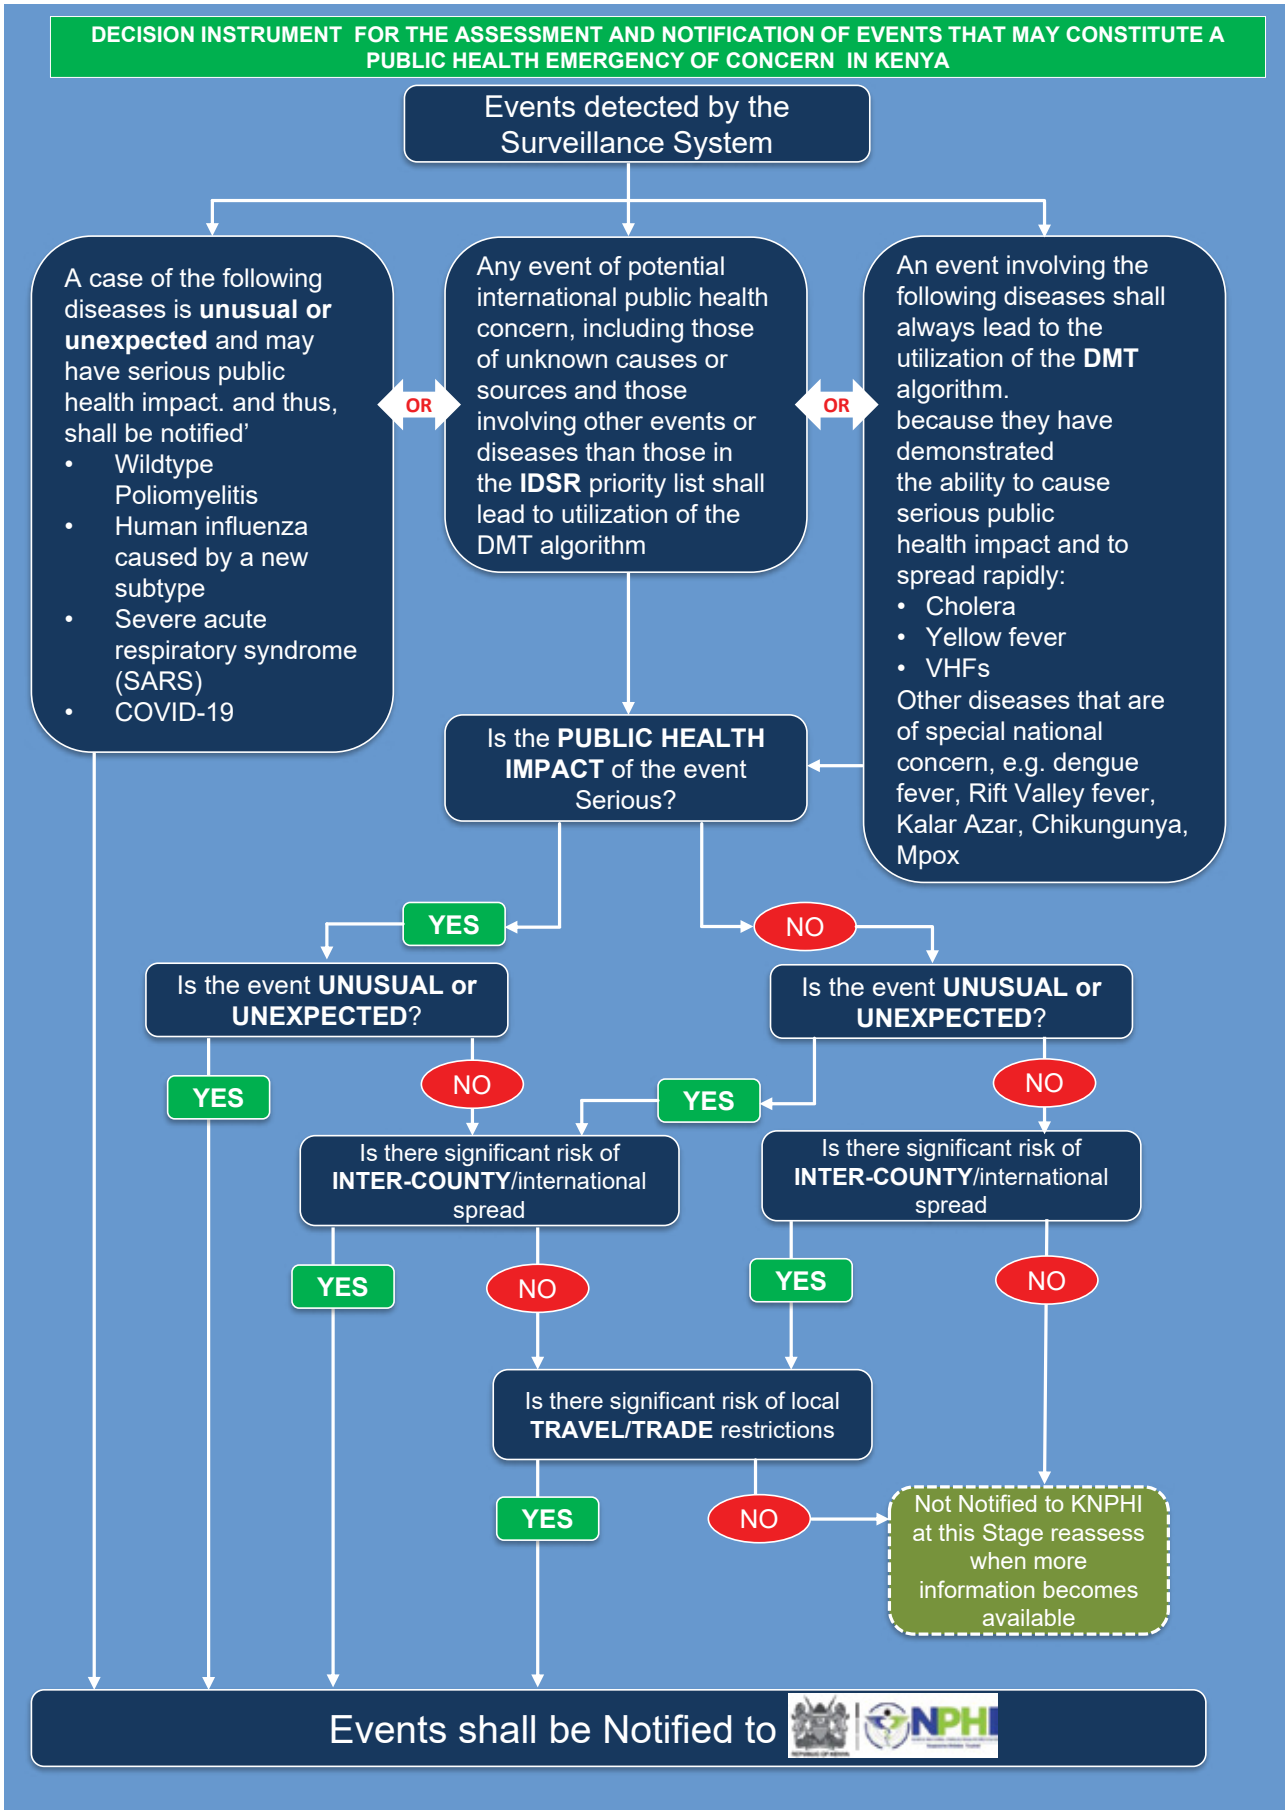 DECISION INSTRUMENT FOR THE ASSESSMENT AND NOTIFICATION OF EVENTS THAT MAY CONSTITUTE A
PUBLIC HEALTH EMERGENCY OF CONCERN IN KENYA
Events detected by the
Surveillance System
A case of the following
diseases is unusual or
unexpected and may
have serious public
health impact. and thus,
shall be notified’
• Wildtype
Poliomyelitis
• Human influenza
caused by a new
subtype
• Severe acute
respiratory syndrome
(SARS)
• COVID-19
OR
Any event of potential
international public health
concern, including those
of unknown causes or
sources and those
involving other events or
diseases than those in
the IDSR priority list shall
lead to utilization of the
DMT algorithm
OR
An event involving the
following diseases shall
always lead to the
utilization of the DMT
algorithm.
because they have
demonstrated
the ability to cause
serious public
health impact and to
spread rapidly:
• Cholera
• Yellow fever
• VHFs
Other diseases that are
of special national
concern, e.g. dengue
fever, Rift Valley fever,
Kalar Azar, Chikungunya,
Mpox
Is the PUBLIC HEALTH
IMPACT of the event
Serious?
YES
NO
Is the event UNUSUAL or
UNEXPECTED?
Is the event UNUSUAL or
UNEXPECTED?
YES
NO
YES
NO
Is there significant risk of
INTER-COUNTY/international
spread
Is there significant risk of
INTER-COUNTY/international
spread
YES
NO
YES
NO
Is there significant risk of local
TRAVEL/TRADE restrictions
YES
NO
Not Notified to KNPHI
at this Stage reassess
when more
information becomes
available
Events shall be Notified to
NPHI
REPUBLIC OF KENYA